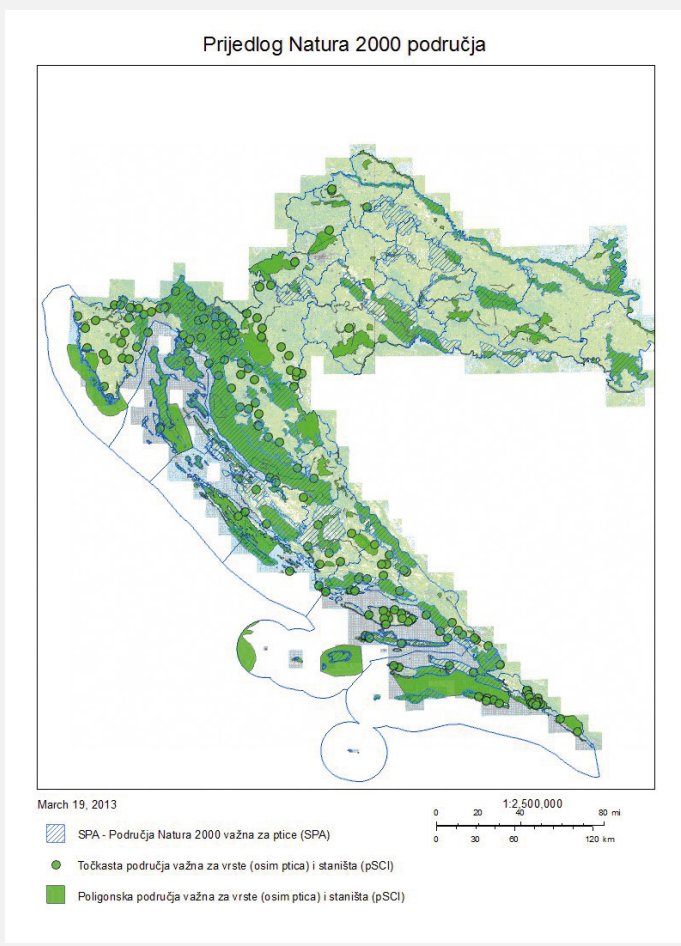 Prijedlog Natura 2000 područja
March 19, 2013
1:2,500,000
0 20 40 80 mi
0 30 60 120 km
SPA - Područja Natura 2000 važna za ptice (SPA)
Točkasta područja važna za vrste (osim ptica) i staništa (pSCI)
Poligonska područja važna za vrste (osim ptica) i staništa (pSCI)